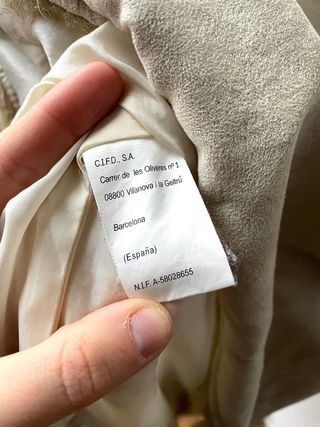 C.I.F.D., S.A.
Carrer de les Oliveres nº 1
08800 Vilanova i la Geltrú
Barcelona
(España)
N.I.F. A-58028655